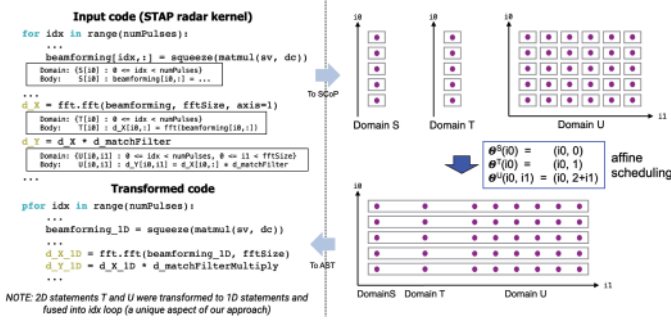 Input code (STAP radar kernel)
for idx in range(numPulses):
...
beamforming[idx,:] = squeeze(matmul(sv, dc))
Domain: {S[i0] : 0 <= idx < numPulses}
Body: S[i0] : beamforming[i0,:] = ...
...
d_X = fft.fft(beamforming, fftSize, axis=1)
Domain: {T[i0] : 0 <= idx < numPulses}
Body: T[i0] : d_X[i0,:] = fft(beamforming[i0,:])
d_Y = d_X * d_matchFilter
Domain: {U[i0,i1] : 0 <= idx < numPulses, 0 <= i1 < fftSize}
Body: U[i0,i1] : d_Y[i0,i1] = d_X[i0,:] * d_matchFilter
Transformed code
pfor idx in range(numPulses):
...
beamforming_1D = squeeze(matmul(sv, dc))
...
d_X_1D = fft.fft(beamforming_1D, fftSize)
d_Y_1D = d_X_1D * d_matchFilterMultiply
...
NOTE: 2D statements T and U were transformed to 1D statements and
fused into idx loop (a unique aspect of our approach)
To SCoP
To AST
i0
i0
i0
i1
Domain S
Domain T
Domain U
Θˢ(i0) = (i0, 0)
Θᵀ(i0) = (i0, 1)
Θᵁ(i0, i1) = (i0, 2+i1)
affine
scheduling
i0
i1
DomainS
Domain T
Domain U